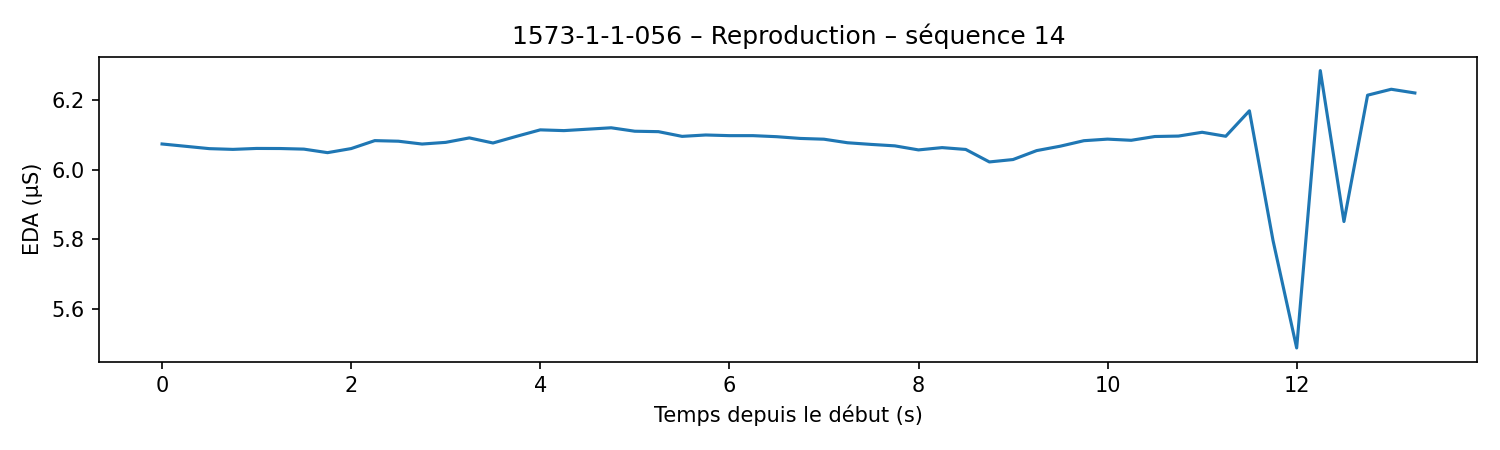 1573-1-1-056 – Reproduction – séquence 14
EDA (µS)
6.2
6.0
5.8
5.6
0 2 4 6 8 10 12
Temps depuis le début (s)